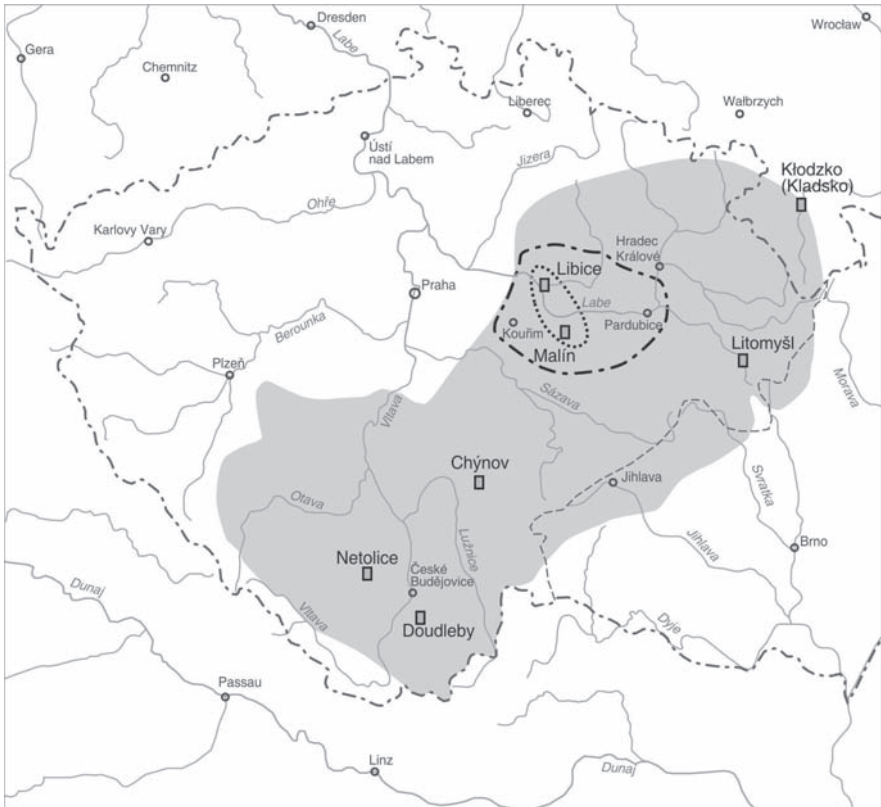 Dresden
Wrocław
Gera
Labe
Chemnitz
Liberec
Wałbrzych
Ústí
nad Labem
Jizera
Kłodzko
(Kladsko)
Ohře
Karlovy Vary
Hradec
Králové
Praha
Libice
Labe
Berounka
Kouřim
Pardubice
Malín
Litomyšl
Plzeň
Morava
Sázava
Vltava
Chýnov
Jihlava
Svratka
Otava
Lužnice
Jihlava
Brno
Netolice
České
Budějovice
Dunaj
Vltava
Doudleby
Dyje
Passau
Linz
Dunaj